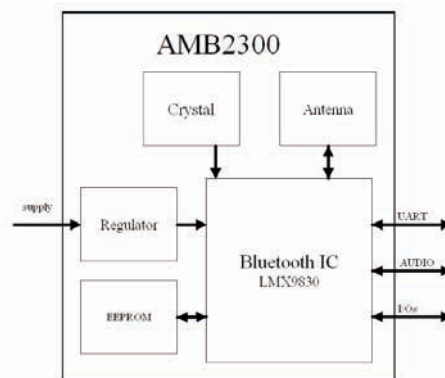 AMB2300
Crystal
Antenna
supply
Regulator
UART
Bluetooth IC
AUDIO
LMX9830
EEPROM
I/Os